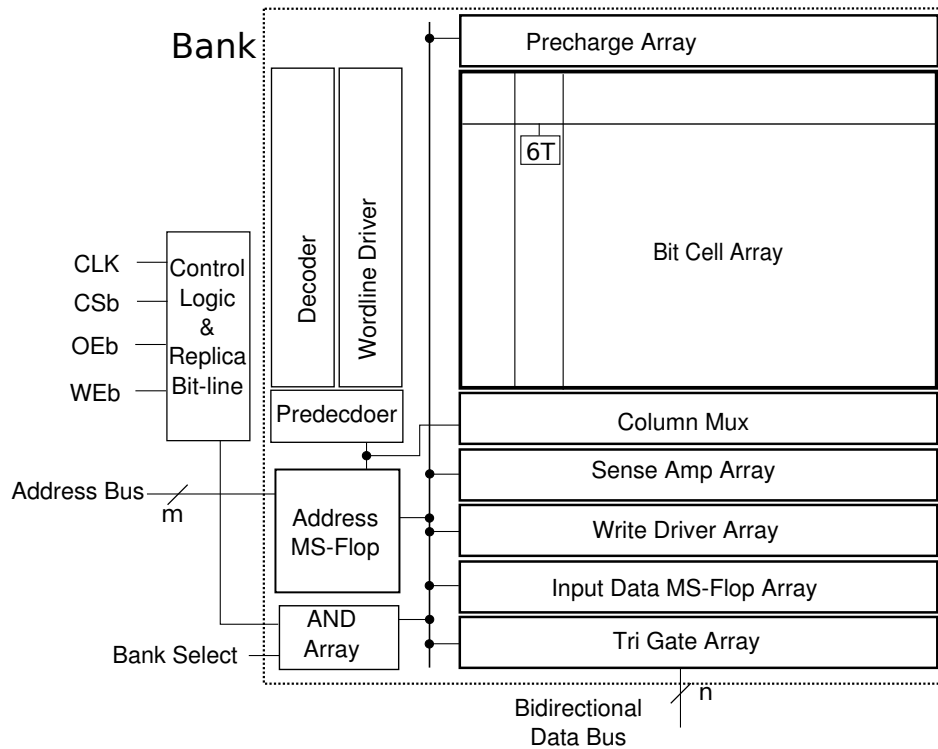 Bank
Precharge Array
6T
Bit Cell Array
Decoder
Wordline Driver
CLK
CSb
OEb
WEb
Control
Logic
&
Replica
Bit-line
Predecdoer
Column Mux
Sense Amp Array
Address Bus
m
Address
MS-Flop
Write Driver Array
Input Data MS-Flop Array
AND
Array
Tri Gate Array
Bank Select
n
Bidirectional
Data Bus